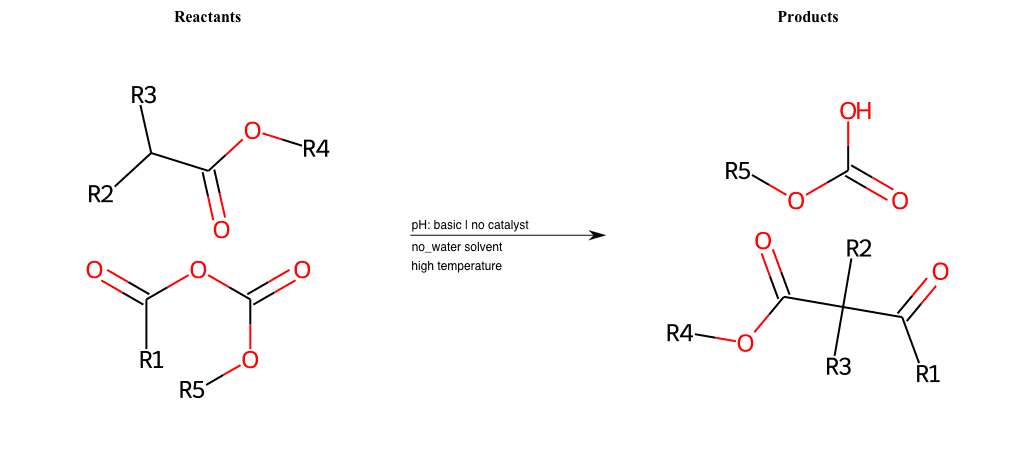 Reactants
Products
R3
O
R4
R2
O
O
O
O
R1
O
R5
pH: basic | no catalyst
no_water solvent
high temperature
OH
R5
O
O
O
R2
O
R4
O
R3
R1